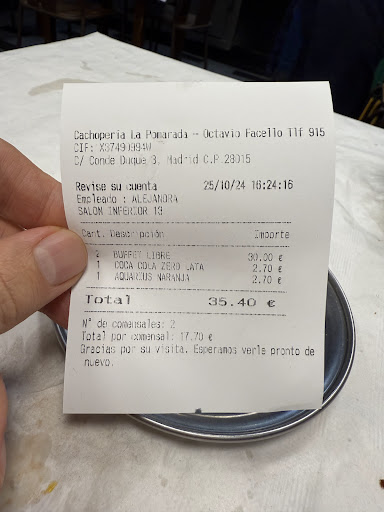 Cachoperia La Pomarada - Octavio Facello Tlf 915
CIF: X37499994W
C/ Conde Duque 3. Madrid C.P.28015
Revise su cuenta 25/10/24 16:24:16
Empleado : ALEJANDRA
SALON INFERIOR 13
Cant. Descripción Importe
2 BUFFET LIBRE 30.00 €
1 COCA COLA ZERO LATA 2.70 €
1 AQUARIUS NARANJA 2.70 €
Total 35.40 €
N° de comensales: 2
Total por comensal: 17.70 €
Gracias por su visita. Esperamos verle pronto de
nuevo.